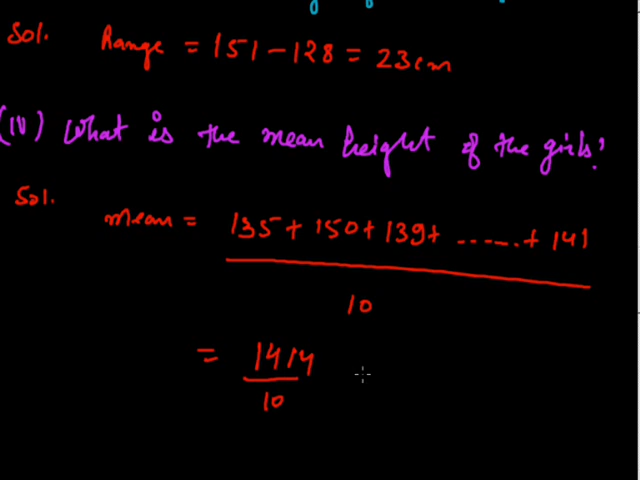 Sol. Range = 151 - 128 = 23cm
(IV) What is the mean height of the girls?
Sol. mean = 135 + 150 + 139 + ...... + 141
10
= 1414
10